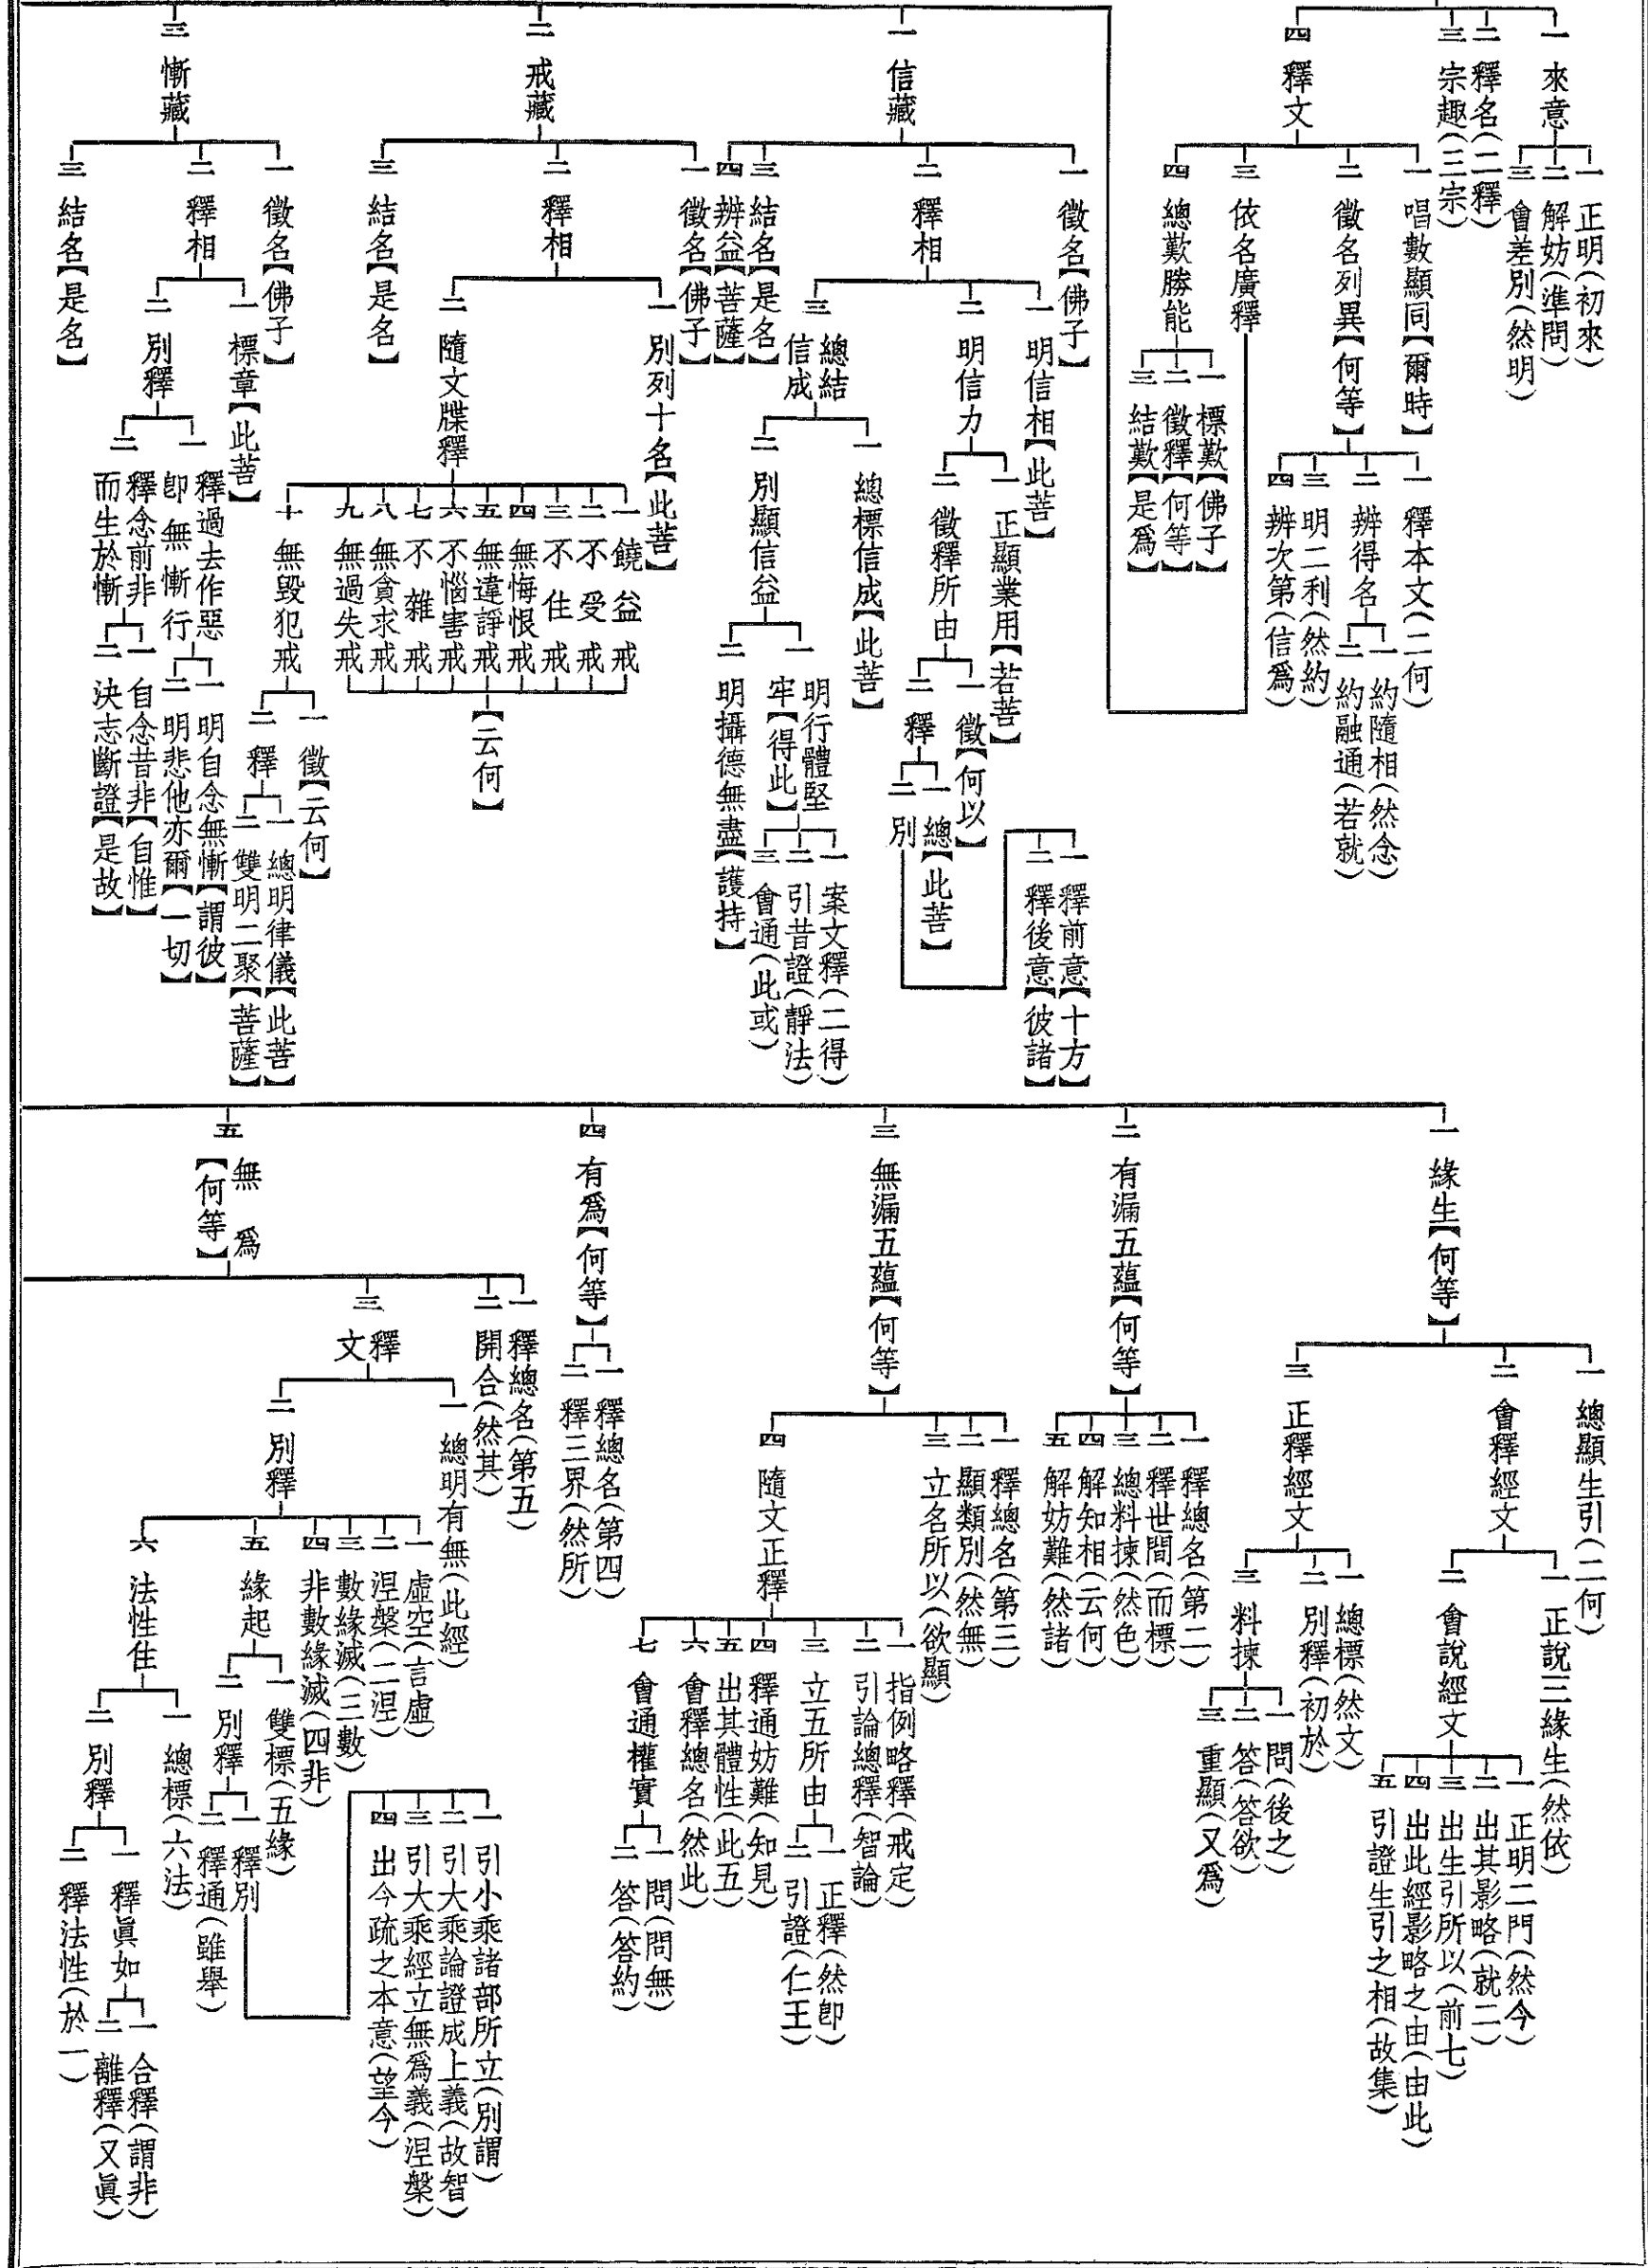 一 來意
一 正明(初來)
二 解妨(準問)
三 會差別(然明)
二 釋名(二釋)
三 宗趣(三宗)
四 釋文
一 唱數顯同【爾時】
二 徵名列異【何等】
一 釋本文(二何)
二 辨得名
一 約隨相(然念)
二 約融通(若就)
三 明二利(然約)
四 辨次第(信爲)
三 依名廣釋
四 總歎勝能
一 標歎【佛子】
二 徵釋【何等】
三 結歎【是爲】
一 信藏
一 徵名【佛子】
二 釋相
一 明信相【此菩】
二 明信力
一 正顯業用【若菩】
二 徵釋所由
一 徵【何以】
二 釋
一 總【此菩】
二 別
一 釋前意【十方】
二 釋後意【彼諸】
三 總結信成
一 總標信成【此菩】
二 別顯信益
一 明行體堅牢【得此】
一 案文釋(二得)
二 引昔證(靜法)
三 會通(此或)
二 明攝德無盡【護持】
三 結名【是名】
四 辨益【菩薩】
二 戒藏
一 徵名【佛子】
二 釋相
一 別列十名【此菩】
二 隨文牒釋
一 饒益戒
二 不受戒
三 不住戒
四 無悔恨戒
五 無違諍戒
六 不惱害戒
七 不雜戒
八 無貪求戒
九 無過失戒
【云何】
十 無毀犯戒
一 徵【云何】
二 釋
一 總明律儀【此菩】
二 雙明二聚【菩薩】
三 結名【是名】
三 慚藏
一 徵名【佛子】
二 釋相
一 標章【此菩】
二 別釋
一 釋過去作惡卽無慚行
一 明自念無慚【謂彼】
二 明悲他亦爾【一切】
二 釋念前非而生於慚
一 自念昔非【自惟】
二 決志斷證【是故】
三 結名【是名】
一 緣生【何等】
一 總顯生引(二何)
二 會釋經文
一 正說三緣生(然依)
二 會說經文
一 正明二門(然今)
二 出其影略(就二)
三 出生引所以(前七)
四 出此經影略之由(由此)
五 引證生引之相(故集)
三 正釋經文
一 總標(然文)
二 別釋(初於)
三 料揀
一 問(後之)
二 答(答欲)
三 重顯(又爲)
二 有漏五蘊【何等】
一 釋總名(第二)
二 釋世間(而標)
三 總料揀(然色)
四 解知相(云何)
五 解妨難(然諸)
三 無漏五蘊【何等】
一 釋總名(第三)
二 顯類別(然無)
三 立名所以(欲顯)
四 隨文正釋
一 指例略釋(戒定)
二 引論總釋(智論)
三 立五所由
一 正釋(然卽)
二 引證(仁王)
四 釋通妨難(知見)
五 出其體性(此五)
六 會釋總名(然此)
七 會通權實
一 問(問無)
二 答(答約)
四 有爲【何等】
一 釋總名(第四)
二 釋三界(然所)
五 無爲【何等】
一 釋總名(第五)
二 開合(然其)
三 釋文
一 總明有無(此經)
二 別釋
一 虛空(言虛)
二 涅槃(二涅)
三 數緣滅(三數)
四 非數緣滅(四非)
五 緣起
一 雙標(五緣)
二 別釋
一 釋別
一 引小乘諸部所立(別謂)
二 引大乘論證成上義(故智)
三 引大乘經立無爲義(涅槃)
四 出今疏之本意(望今)
二 釋通(雖舉)
六 法性住
一 總標(六法)
二 別釋
一 釋眞如
一 合釋(謂非)
二 離釋(又眞)
二 釋法性(於一)